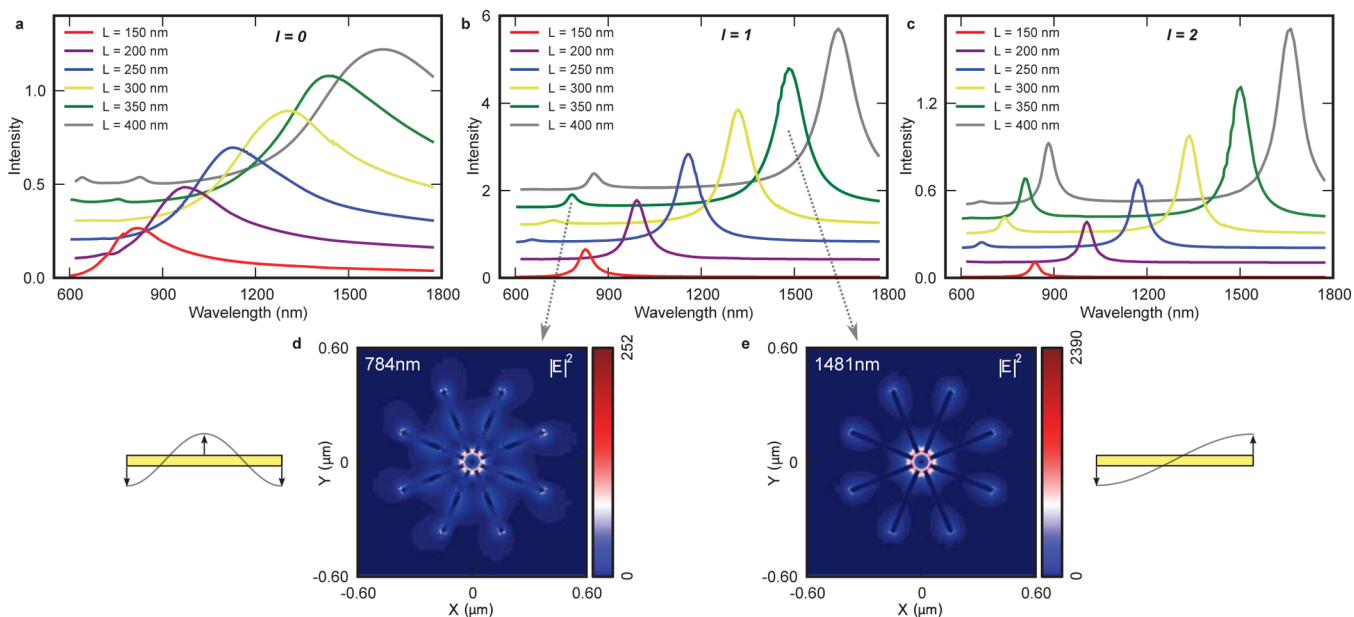 a
l = 0
L = 150 nm
L = 200 nm
L = 250 nm
L = 300 nm
L = 350 nm
L = 400 nm
Intensity
1.0
0.5
0.0
600 900 1200 1500 1800
Wavelength (nm)
b
l = 1
L = 150 nm
L = 200 nm
L = 250 nm
L = 300 nm
L = 350 nm
L = 400 nm
Intensity
6
4
2
0
600 900 1200 1500 1800
Wavelength (nm)
c
l = 2
L = 150 nm
L = 200 nm
L = 250 nm
L = 300 nm
L = 350 nm
L = 400 nm
Intensity
1.2
0.6
0.0
600 900 1200 1500 1800
Wavelength (nm)
d
784nm
|E|²
252
0
0.60
0
-0.60
Y (µm)
-0.60 0 0.60
X (µm)
e
1481nm
|E|²
2390
0
0.60
0
-0.60
Y (µm)
-0.60 0 0.60
X (µm)